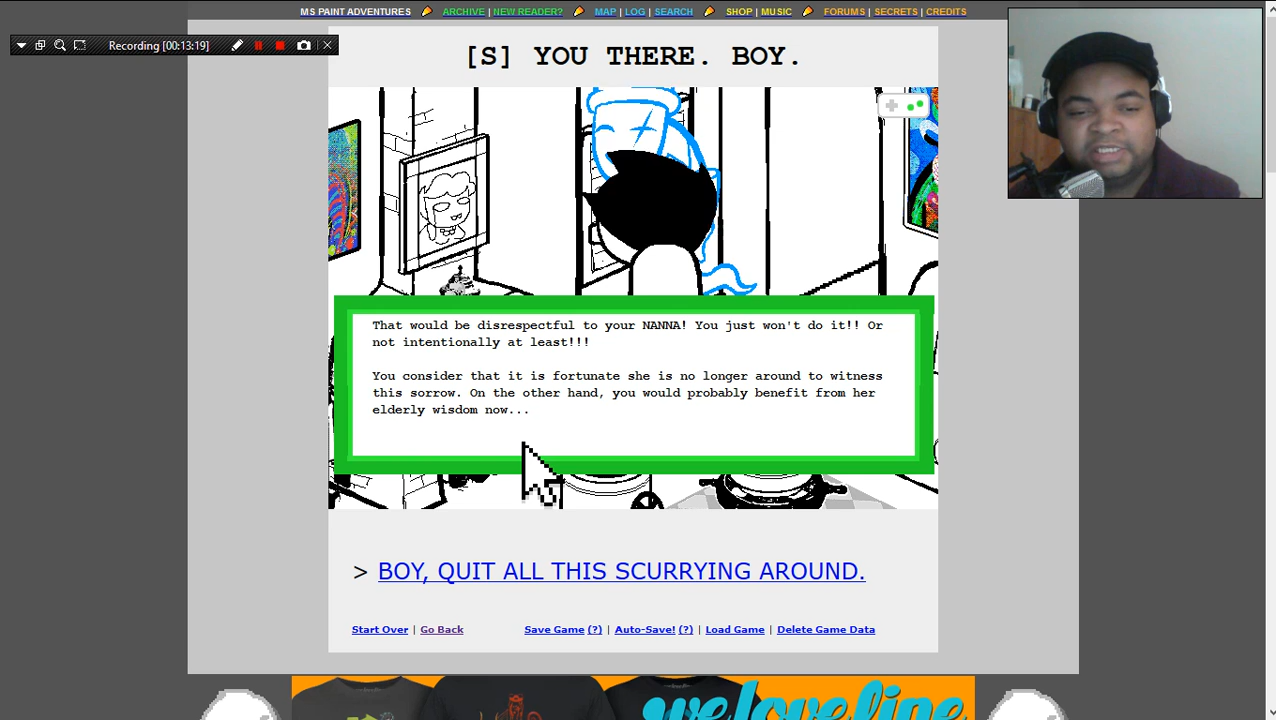 MS PAINT ADVENTURES ARCHIVE | NEW READER? MAP | LOG | SEARCH SHOP | MUSIC FORUMS | SECRETS | CREDITS
Recording [00:13:19]
[S] YOU THERE. BOY.
That would be disrespectful to your NANNA! You just won't do it!! Or
not intentionally at least!!!
You consider that it is fortunate she is no longer around to witness
this sorrow. On the other hand, you would probably benefit from her
elderly wisdom now...
> BOY, QUIT ALL THIS SCURRYING AROUND.
Start Over | Go Back Save Game (?) | Auto-Save! (?) | Load Game | Delete Game Data
welovefine